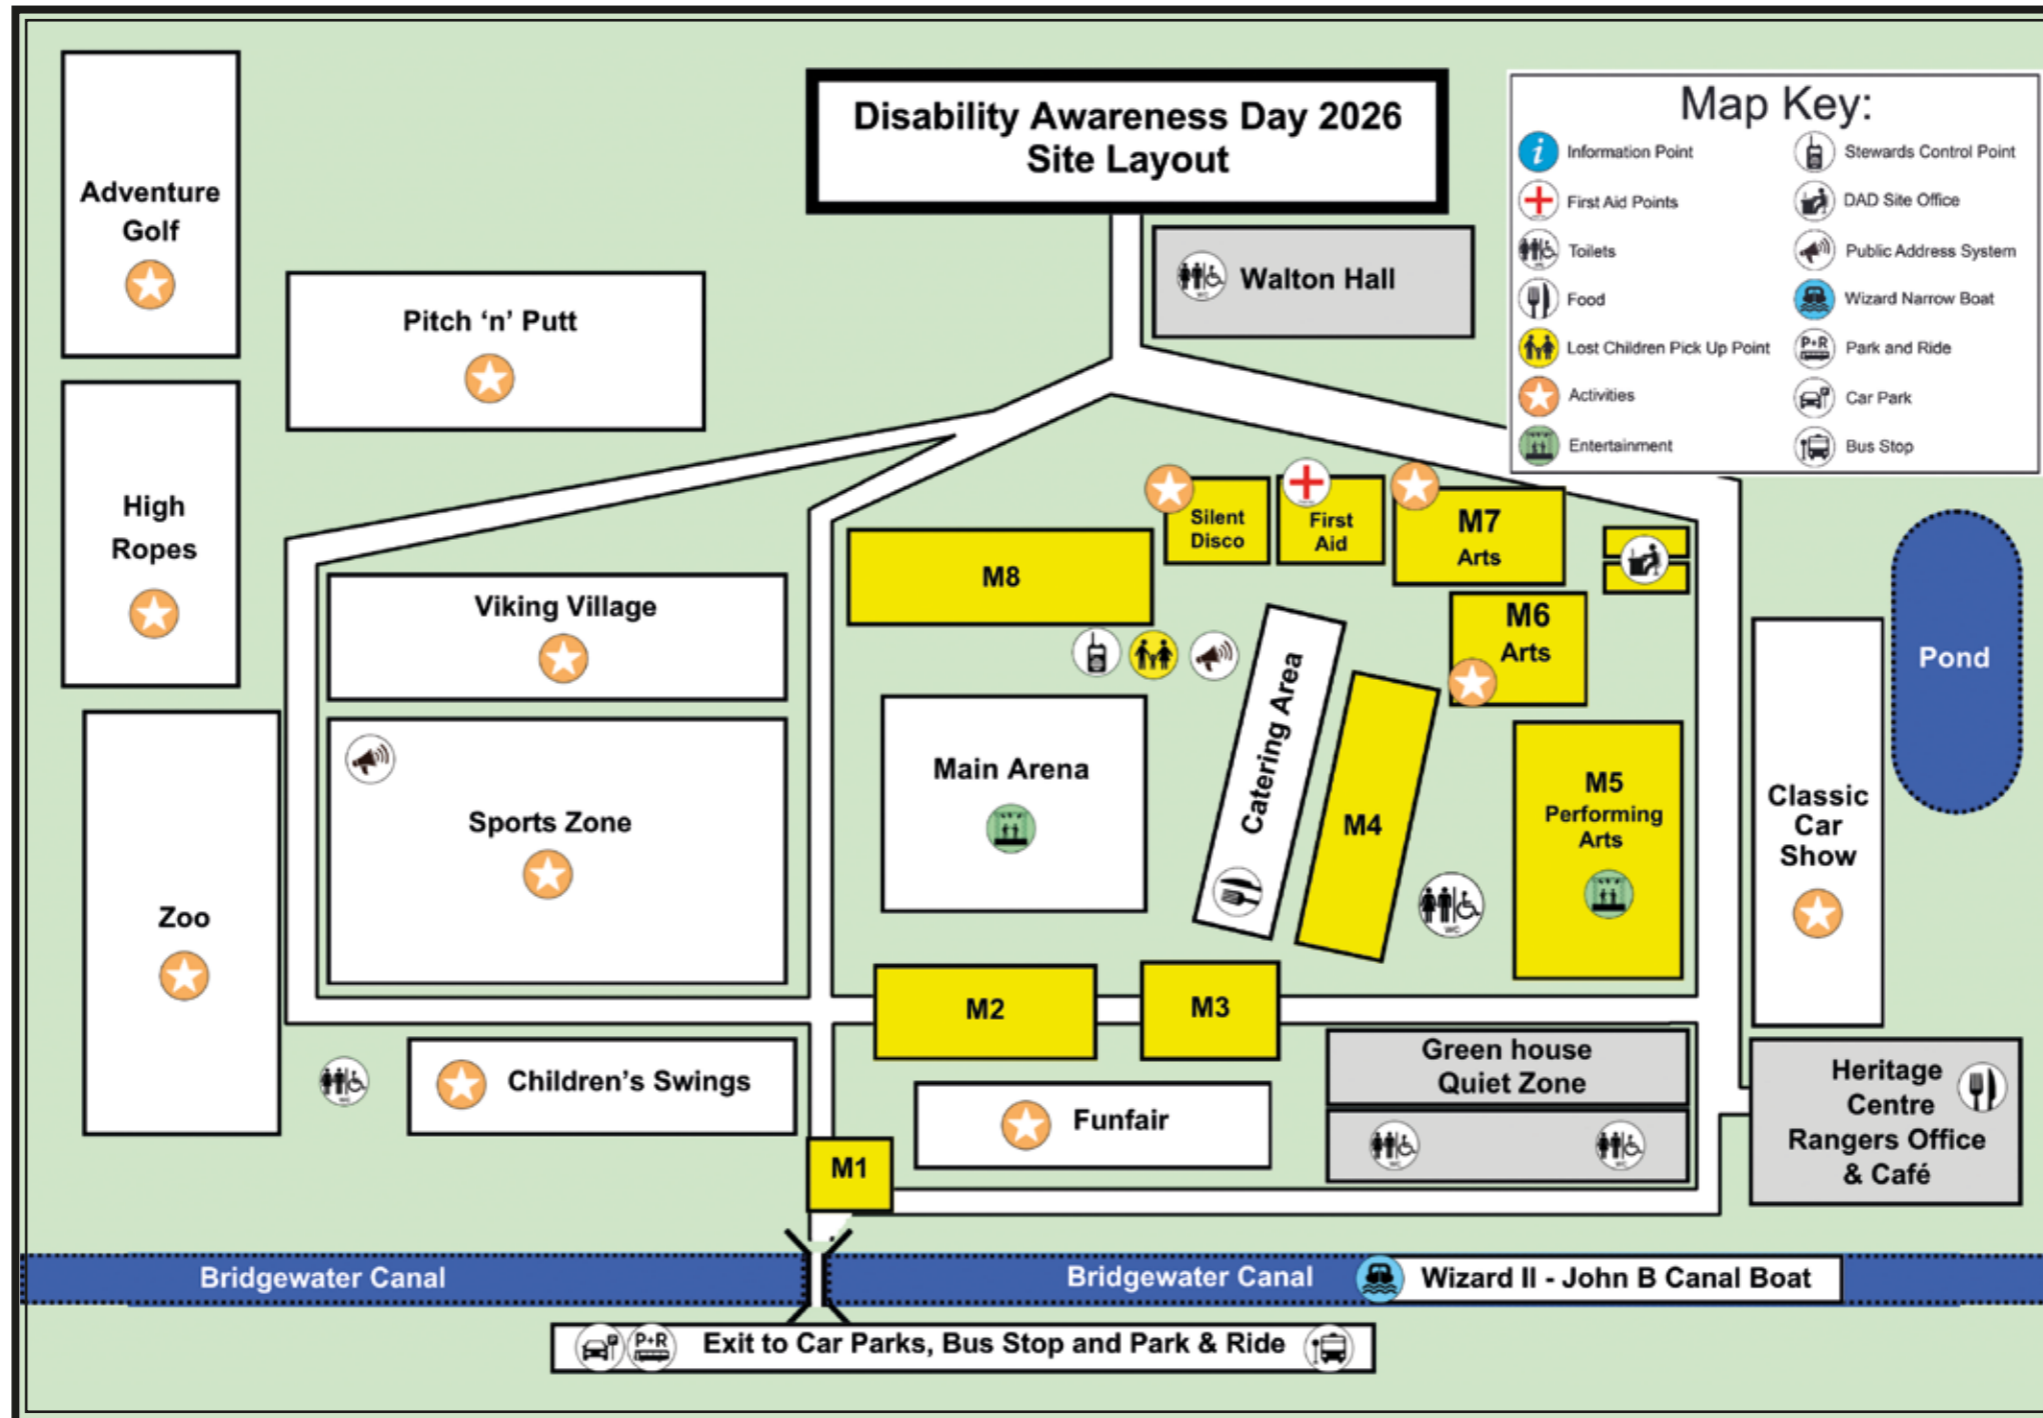 Disability Awareness Day 2026
Site Layout
Map Key:
Information Point
First Aid Points
Toilets
Food
Lost Children Pick Up Point
Activities
Entertainment
Stewards Control Point
DAD Site Office
Public Address System
Wizard Narrow Boat
P+R
Park and Ride
Car Park
Bus Stop
Adventure
Golf
Pitch ‘n’ Putt
WC
Walton Hall
High
Ropes
Silent
Disco
First
Aid
M7
Arts
M8
Viking Village
M6
Arts
Pond
Catering Area
Main Arena
M4
M5
Performing
Arts
Classic
Car
Show
Sports Zone
Zoo
WC
M2
M3
Green house
Quiet Zone
Heritage
Centre
Rangers Office
& Café
WC
Children’s Swings
Funfair
WC
WC
M1
Bridgewater Canal
Bridgewater Canal
Wizard II - John B Canal Boat
P+R
Exit to Car Parks, Bus Stop and Park & Ride